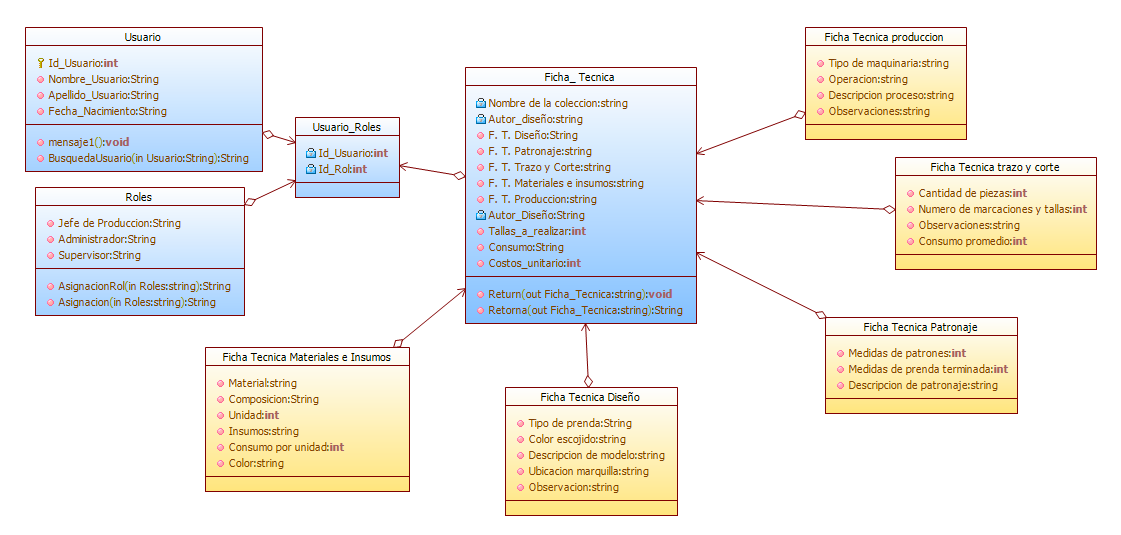 Usuario
Id_Usuario:int
Nombre_Usuario:String
Apellido_Usuario:String
Fecha_Nacimiento:String
mensaje1():void
BusquedaUsuario(in Usuario:String):String
Roles
Jefe de Produccion:String
Administrador:String
Supervisor:String
AsignacionRol(in Roles:string):String
Asignacion(in Roles:string):String
Usuario_Roles
Id_Usuario:int
Id_Rol:int
Ficha_ Tecnica
Nombre de la coleccion:string
Autor_diseño:string
F. T. Diseño:String
F. T. Patronaje:string
F. T. Trazo y Corte:string
F. T. Materiales e insumos:string
F. T. Produccion:string
Autor_Diseño:String
Tallas_a_realizar:int
Consumo:String
Costos_unitario:int
Return(out Ficha_Tecnica:string):void
Retorna(out Ficha_Tecnica:string):String
Ficha Tecnica produccion
Tipo de maquinaria:string
Operacion:string
Descripcion proceso:string
Observaciones:string
Ficha Tecnica trazo y corte
Cantidad de piezas:int
Numero de marcaciones y tallas:int
Observaciones:string
Consumo promedio:int
Ficha Tecnica Patronaje
Medidas de patrones:int
Medidas de prenda terminada:int
Descripcion de patronaje:string
Ficha Tecnica Materiales e Insumos
Material:string
Composicion:String
Unidad:int
Insumos:string
Consumo por unidad:int
Color:string
Ficha Tecnica Diseño
Tipo de prenda:String
Color escojido:string
Descripcion de modelo:string
Ubicacion marquilla:string
Observacion:string